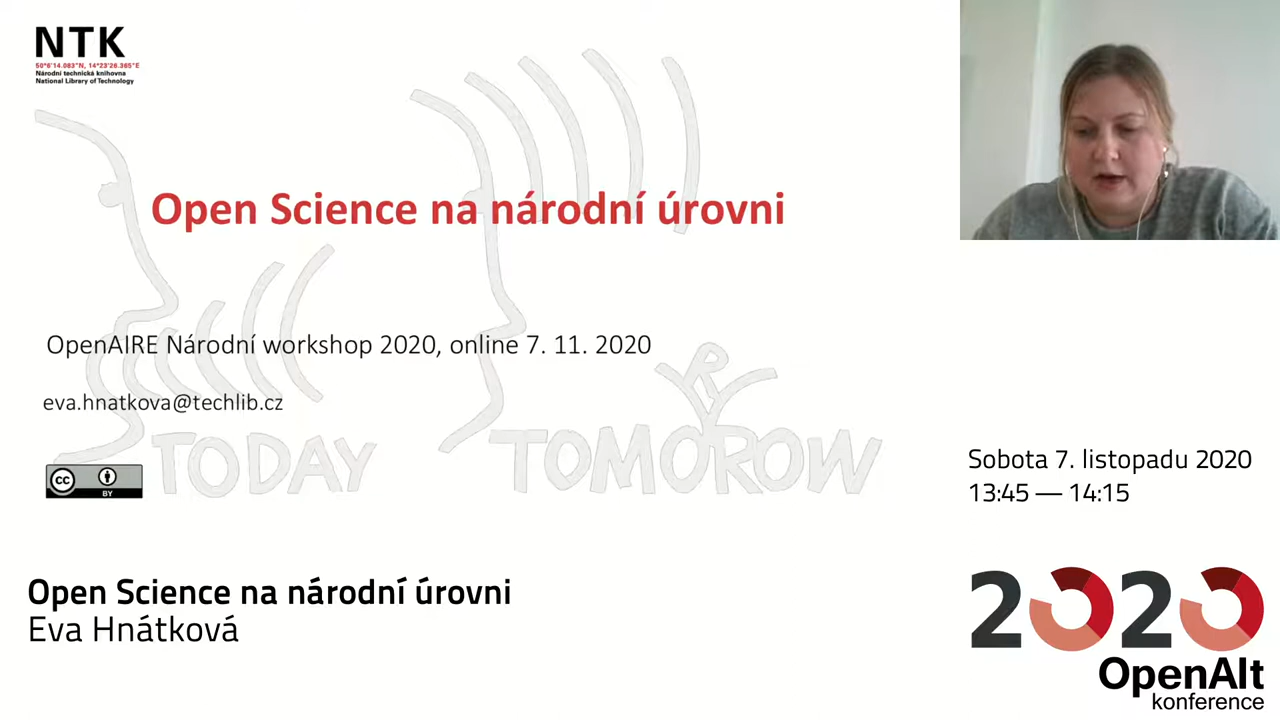 NTK
50°6'14.083"N, 14°23'26.365"E
Národní technická knihovna
National Library of Technology
Open Science na národní úrovni
OpenAIRE Národní workshop 2020, online 7. 11. 2020
eva.hnatkova@techlib.cz
TODAY
TOMOROW
cc
BY
Sobota 7. listopadu 2020
13:45 — 14:15
Open Science na národní úrovni
Eva Hnátková
2020
OpenAlt
konference